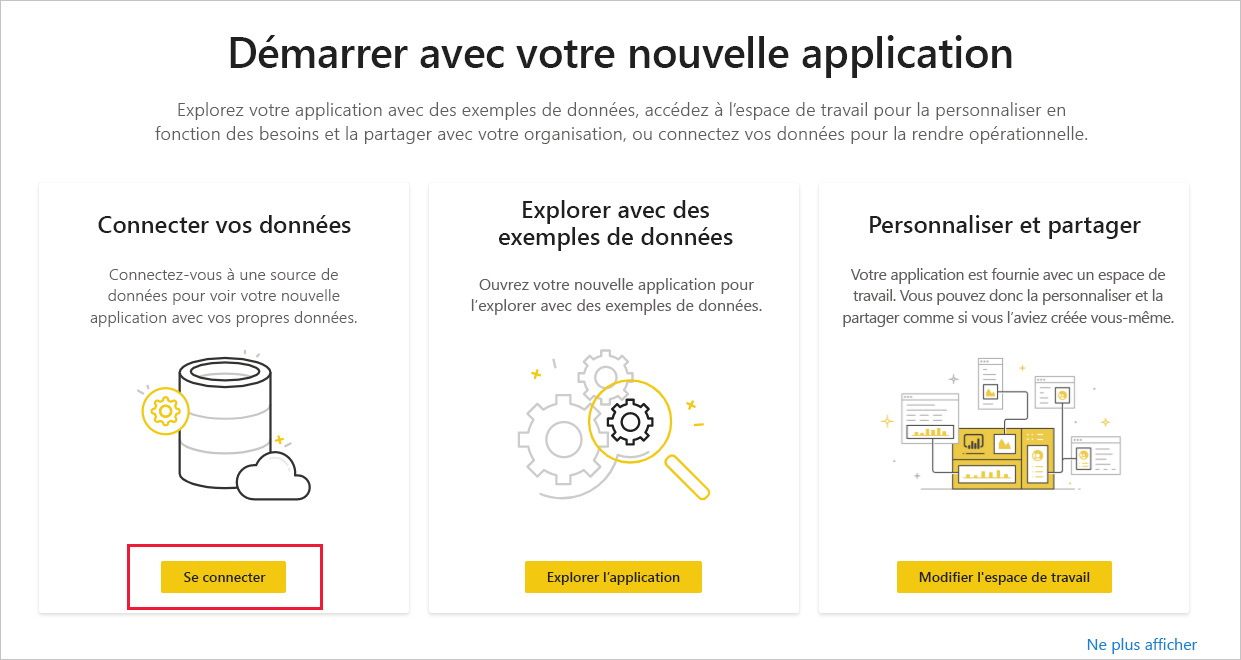 Démarrer avec votre nouvelle application
Explorez votre application avec des exemples de données, accédez à l’espace de travail pour la personnaliser en
fonction des besoins et la partager avec votre organisation, ou connectez vos données pour la rendre opérationnelle.
Connecter vos données
Connectez-vous à une source de
données pour voir votre nouvelle
application avec vos propres données.
Se connecter
Explorer avec des
exemples de données
Ouvrez votre nouvelle application pour
l’explorer avec des exemples de données.
Explorer l’application
Personnaliser et partager
Votre application est fournie avec un espace de
travail. Vous pouvez donc la personnaliser et la
partager comme si vous l’aviez créée vous-même.
Modifier l'espace de travail
Ne plus afficher